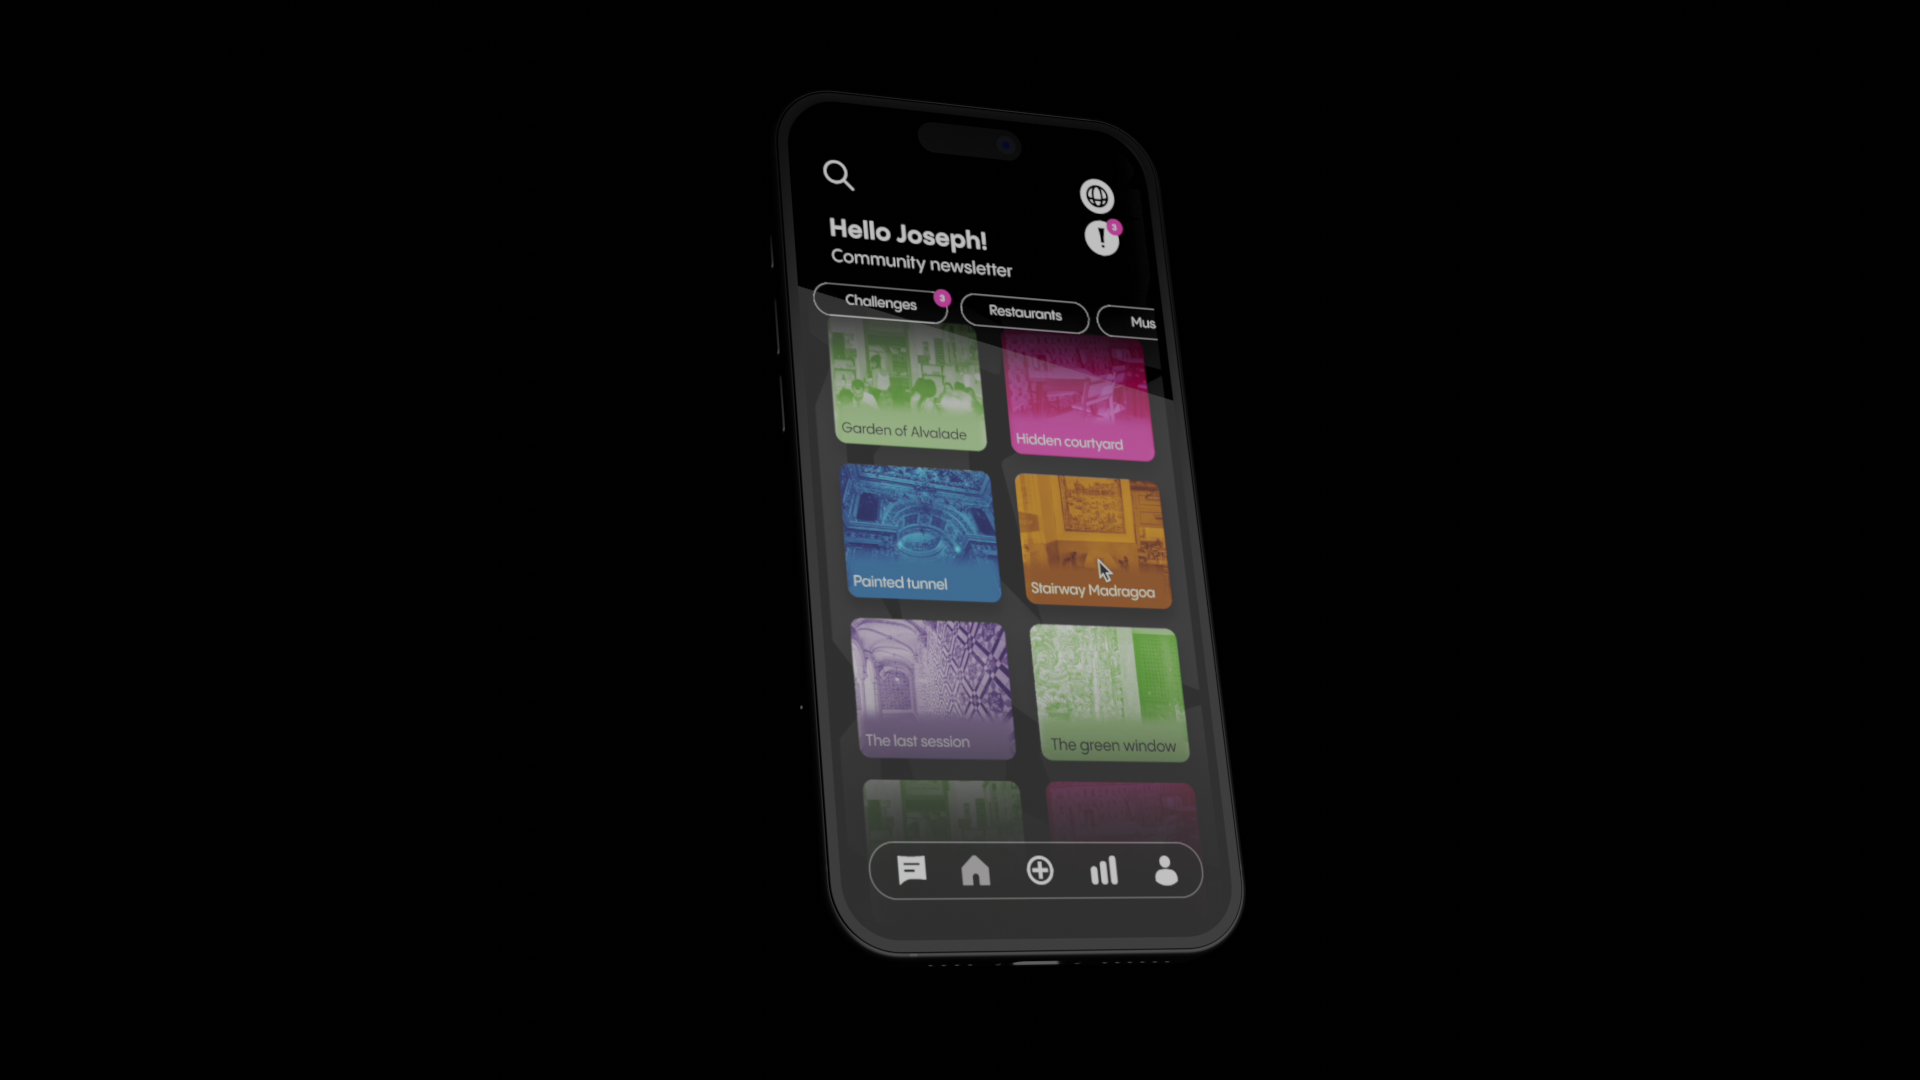 3
Hello Joseph!
Community newsletter
Challenges
3
Restaurants
Mus
Garden of Alvalade
Hidden courtyard
Painted tunnel
Stairway Madragoa
The last session
The green window